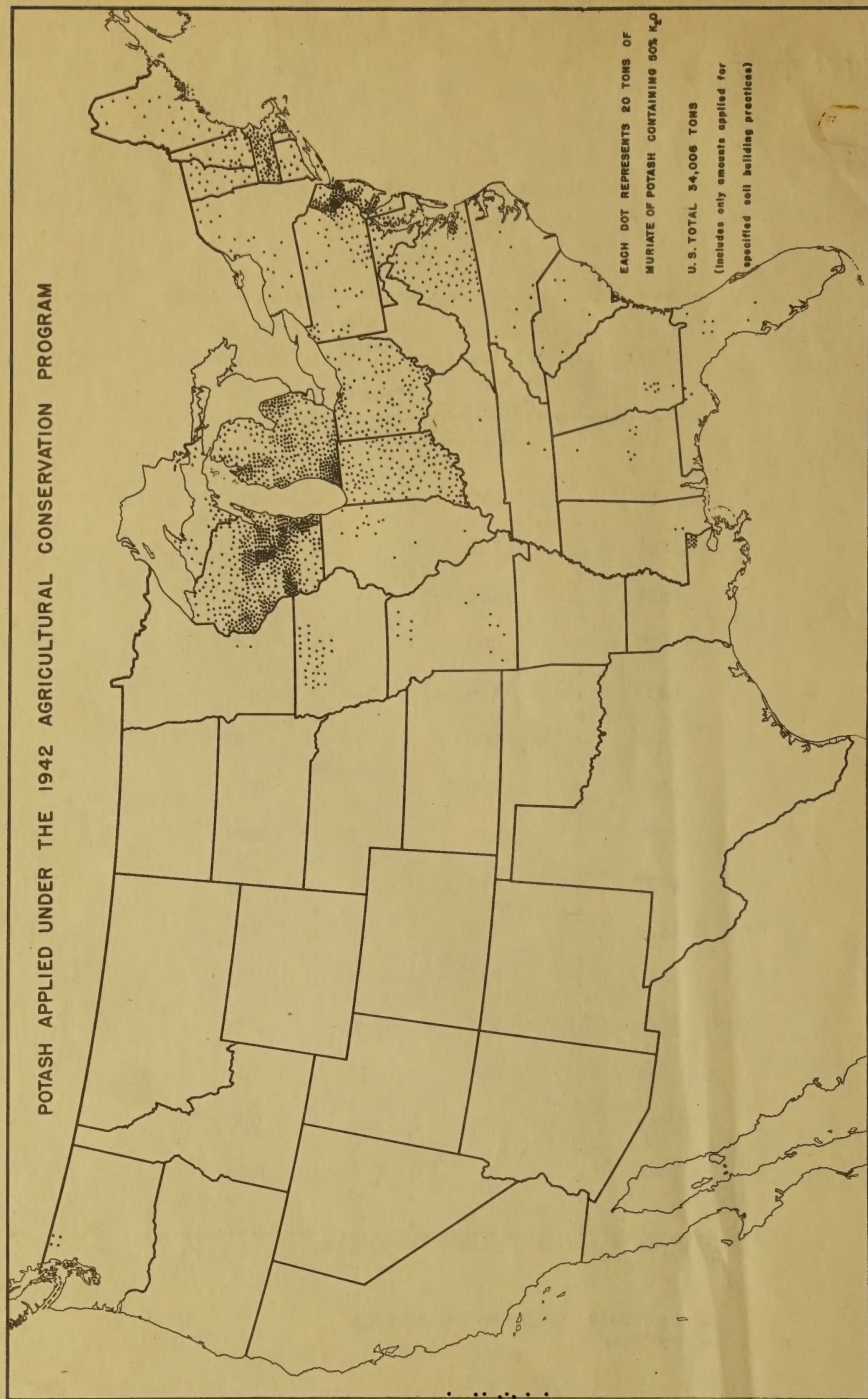 POTASH APPLIED UNDER THE 1942 AGRICULTURAL CONSERVATION PROGRAM
EACH DOT REPRESENTS 20 TONS OF
MURIATE OF POTASH CONTAINING 50% K₂O
U.S. TOTAL 34,006 TONS
(Includes only amounts applied for
specified soil building practices)